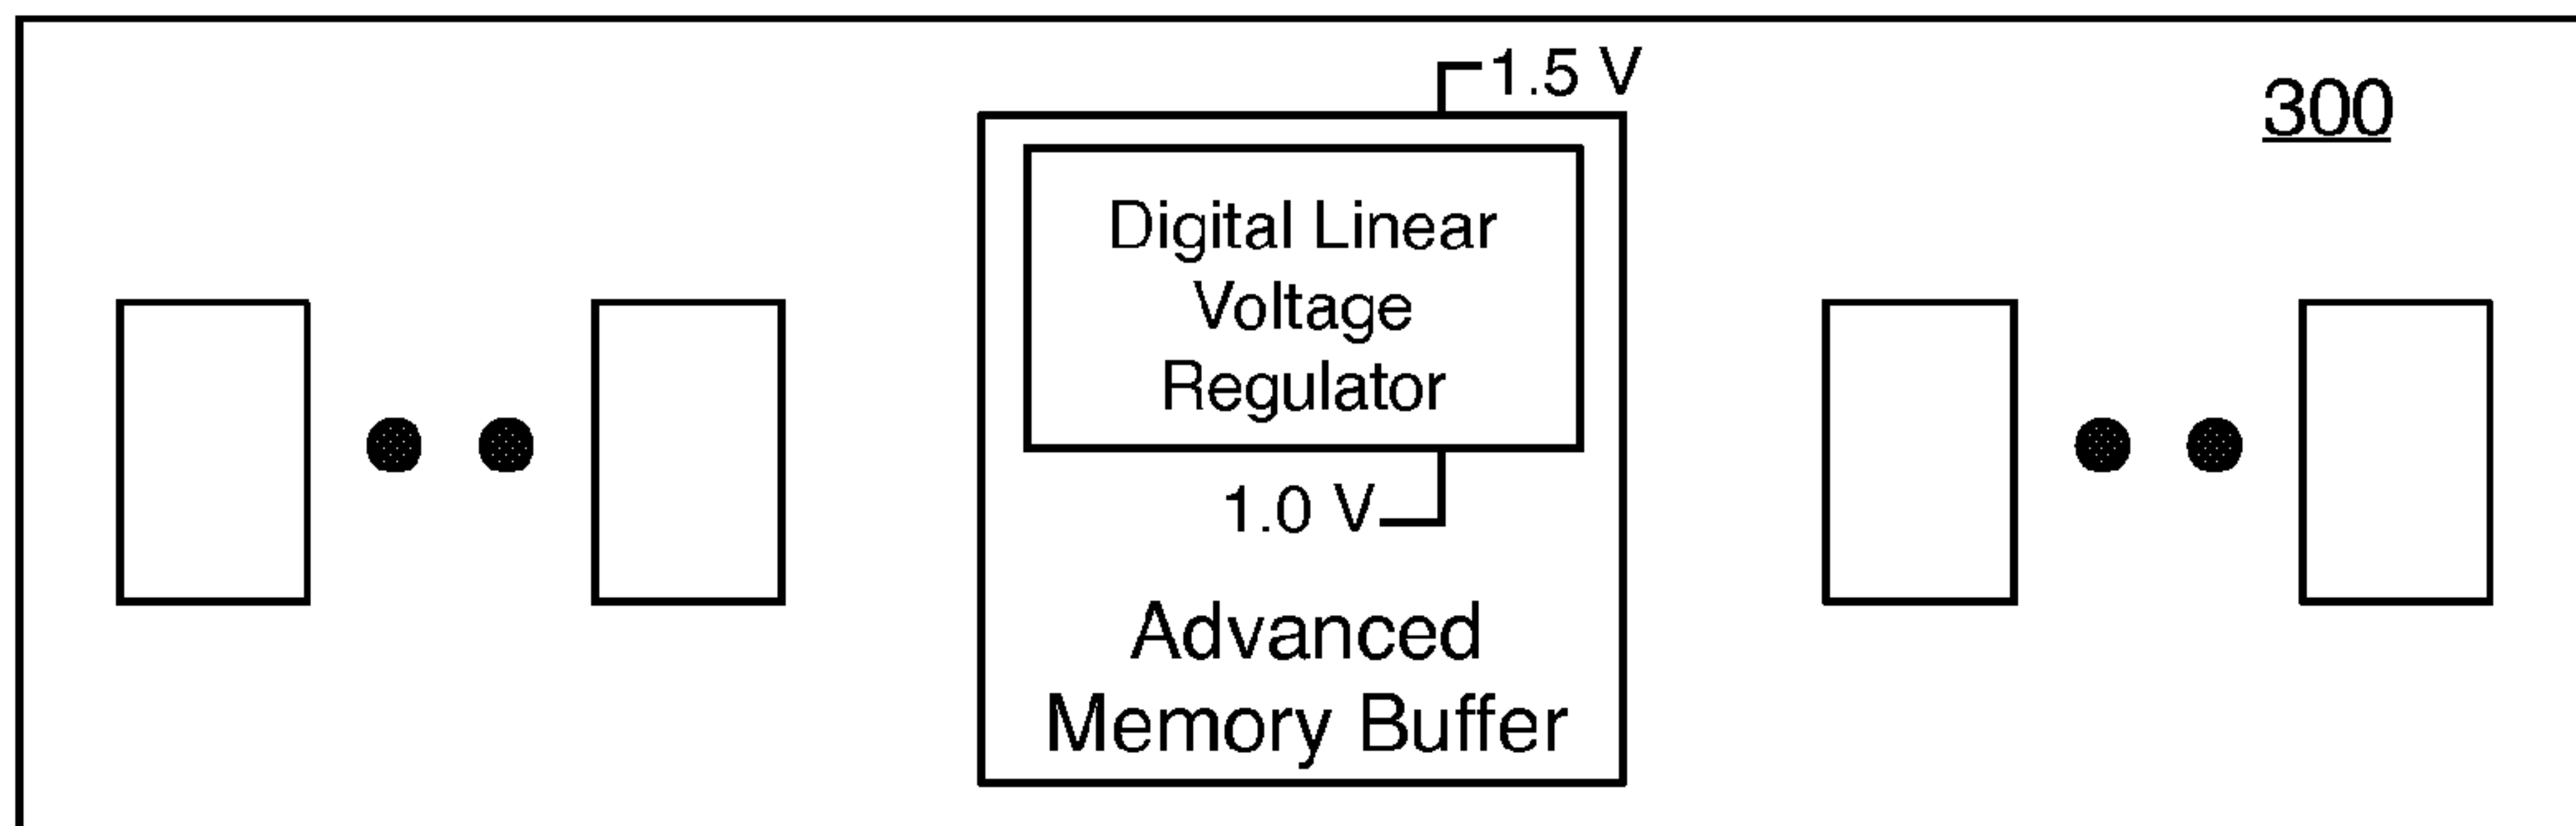 1.5 V
300
Digital Linear
Voltage
Regulator
1.0 V
Advanced
Memory Buffer